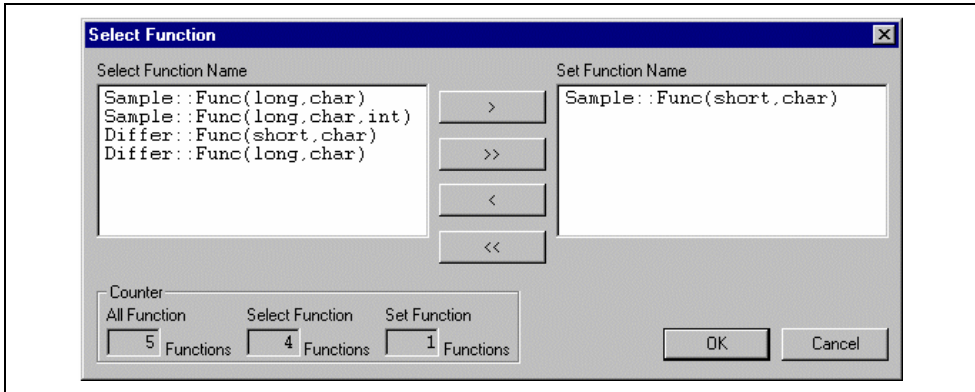 Select Function
Select Function Name
Sample::Func(long,char)
Sample::Func(long,char,int)
Differ::Func(short,char)
Differ::Func(long,char)
>
>>
<
<<
Set Function Name
Sample::Func(short,char)
Counter
All Function Select Function Set Function
5 Functions 4 Functions 1 Functions
OK Cancel